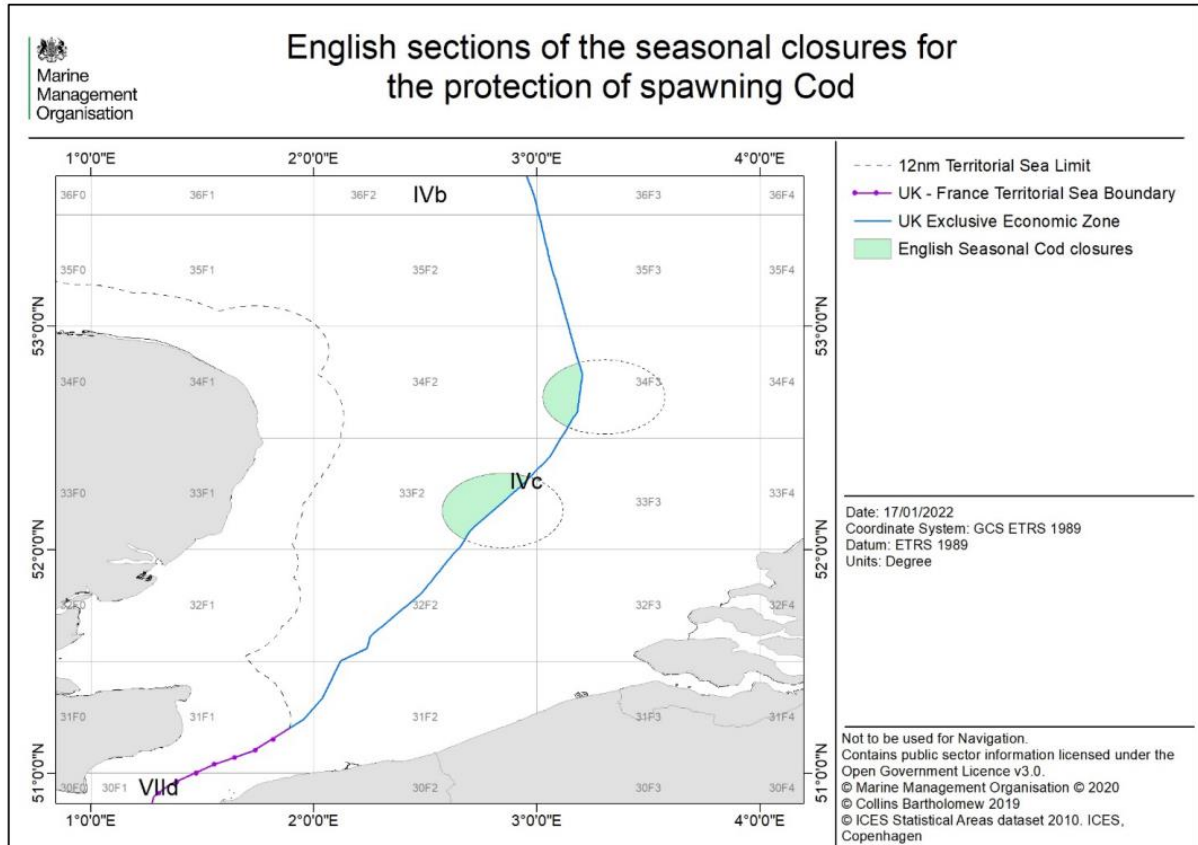 Marine
Management
Organisation
English sections of the seasonal closures for
the protection of spawning Cod
1°0'0"E 2°0'0"E 3°0'0"E 4°0'0"E
36F0 36F1 36F2 IVb 36F3 36F4
35F0 35F1 35F2 35F3 35F4
53°0'0"N 53°0'0"N
34F0 34F1 34F2 34F3 34F4
33F0 33F1 33F2 IVc 33F3 33F4
52°0'0"N 52°0'0"N
32F0 32F1 32F2 32F3 32F4
31F0 31F1 31F2 31F3 31F4
51°0'0"N 51°0'0"N
30F0 30F1 VIId 30F2 30F3 30F4
1°0'0"E 2°0'0"E 3°0'0"E 4°0'0"E
12nm Territorial Sea Limit
UK - France Territorial Sea Boundary
UK Exclusive Economic Zone
English Seasonal Cod closures
Date: 17/01/2022
Coordinate System: GCS ETRS 1989
Datum: ETRS 1989
Units: Degree
Not to be used for Navigation.
Contains public sector information licensed under the
Open Government Licence v3.0.
© Marine Management Organisation © 2020
© Collins Bartholomew 2019
© ICES Statistical Areas dataset 2010. ICES,
Copenhagen